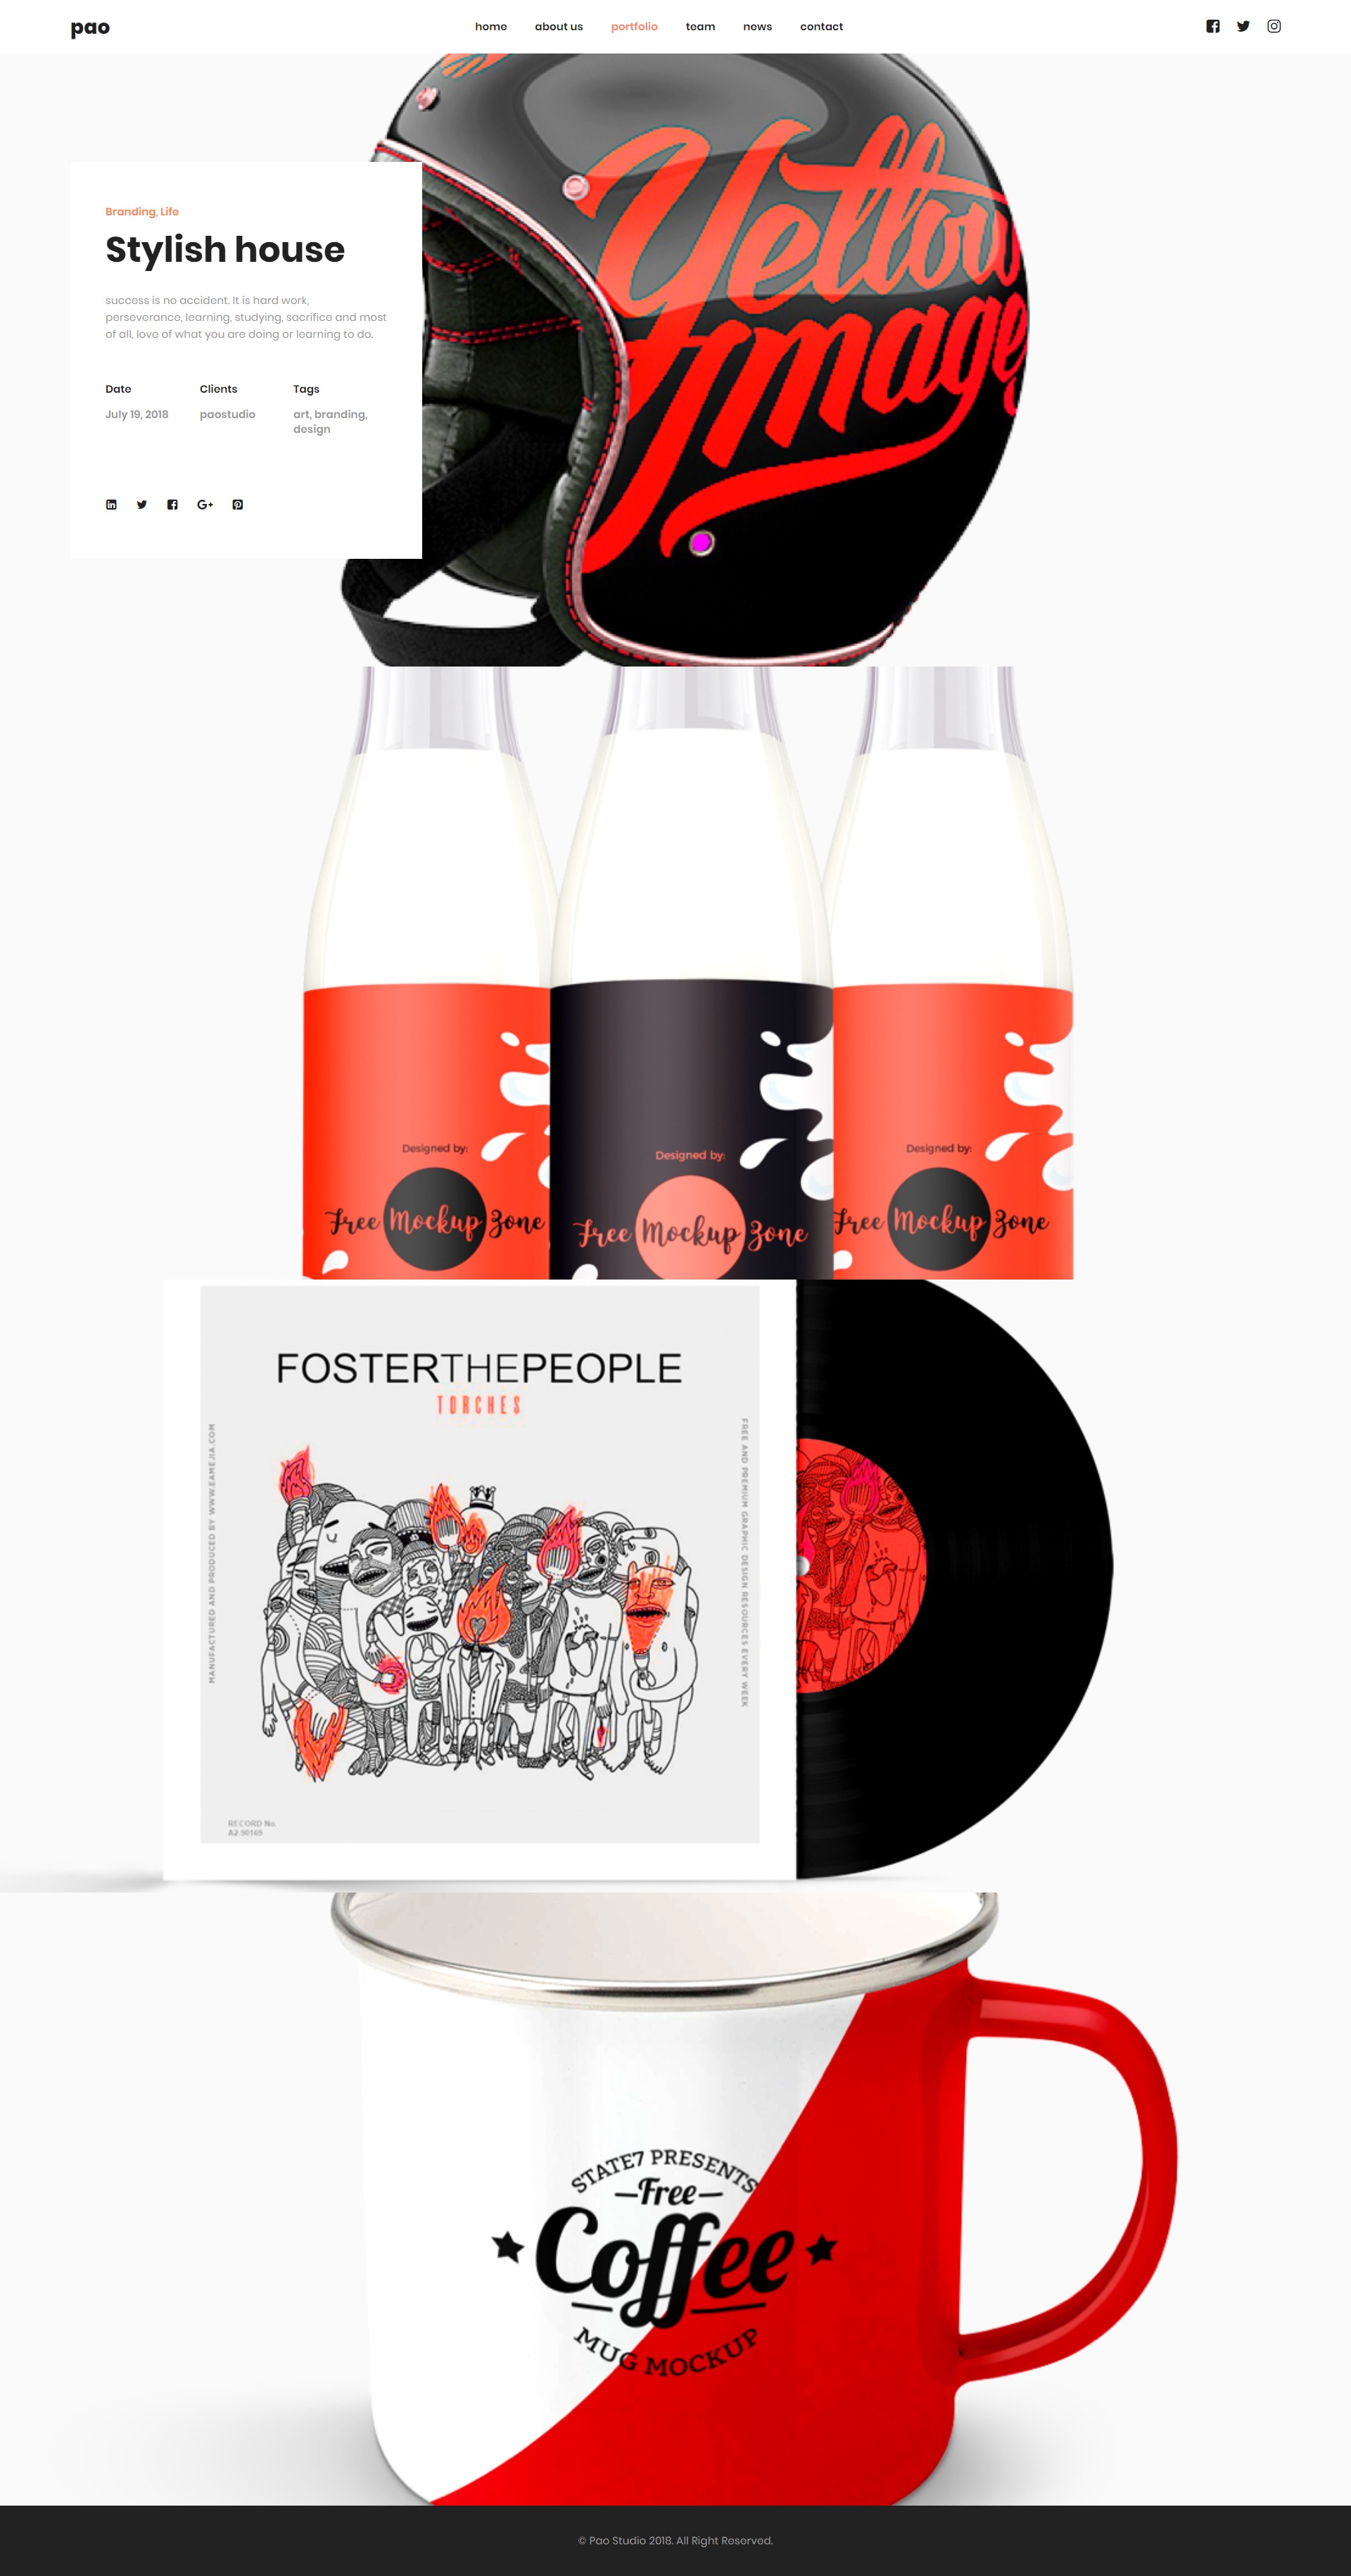 pao
home about us portfolio team news contact
Branding, Life
Stylish house
success is no accident. It is hard work,
perseverance, learning, studying, sacrifice and most
of all, love of what you are doing or learning to do.
Date Clients Tags
July 19, 2018 paostudio art, branding,
design
G+
Yellow
Image
Designed by:
Free Mockup Zone
Designed by:
Free Mockup Zone
Designed by:
Free Mockup Zone
FOSTERTHEPEOPLE
TORCHES
MANUFACTURED AND PRODUCED BY WWW.EAMEJIA.COM
FREE AND PREMIUM GRAPHIC DESIGN RESOURCES EVERY WEEK
RECORD No.
A2-90169
STATE7 PRESENTS
Free
Coffee
MUG MOCKUP
© Pao Studio 2018. All Right Reserved.